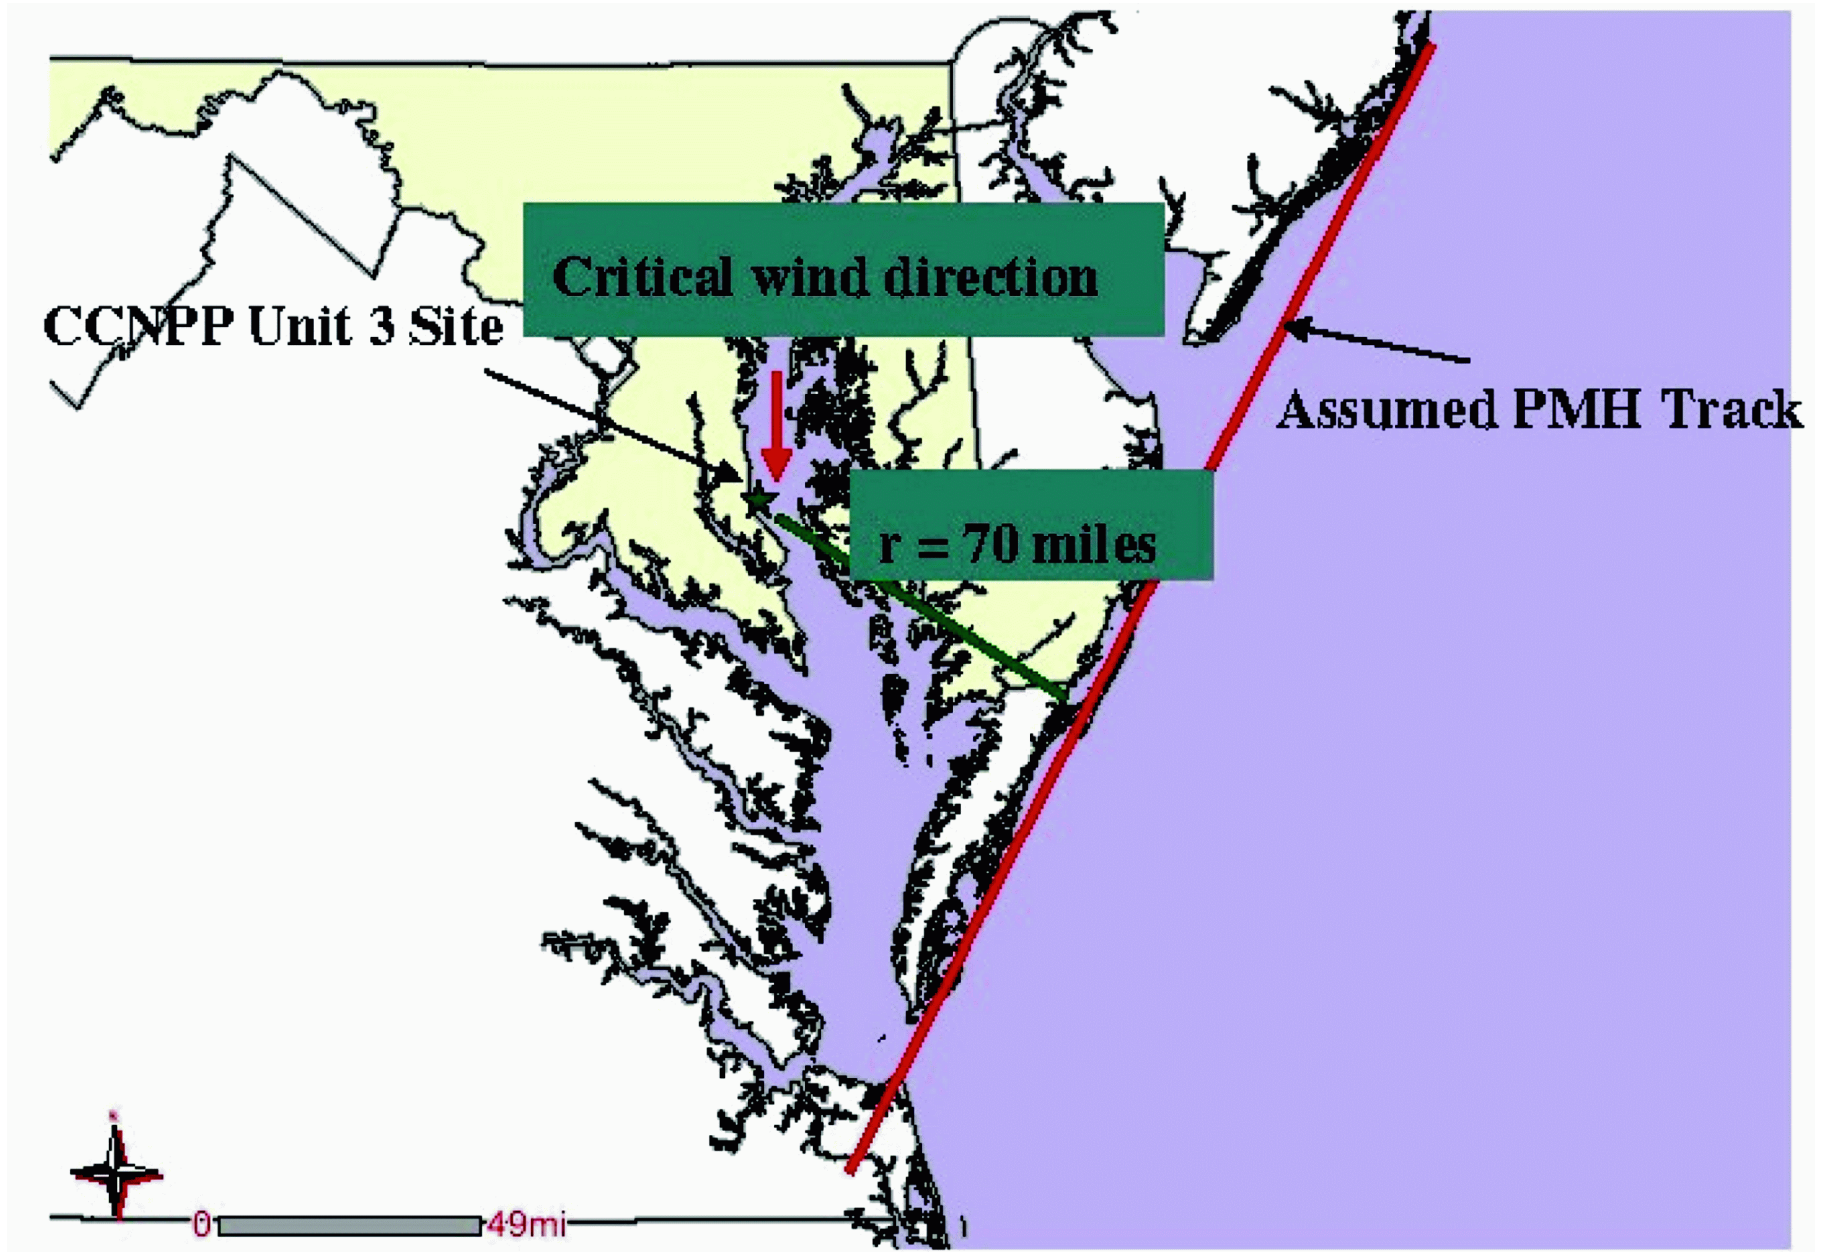 Critical wind direction
CCNPP Unit 3 Site
Assumed PMH Track
r = 70 miles
0 49mi